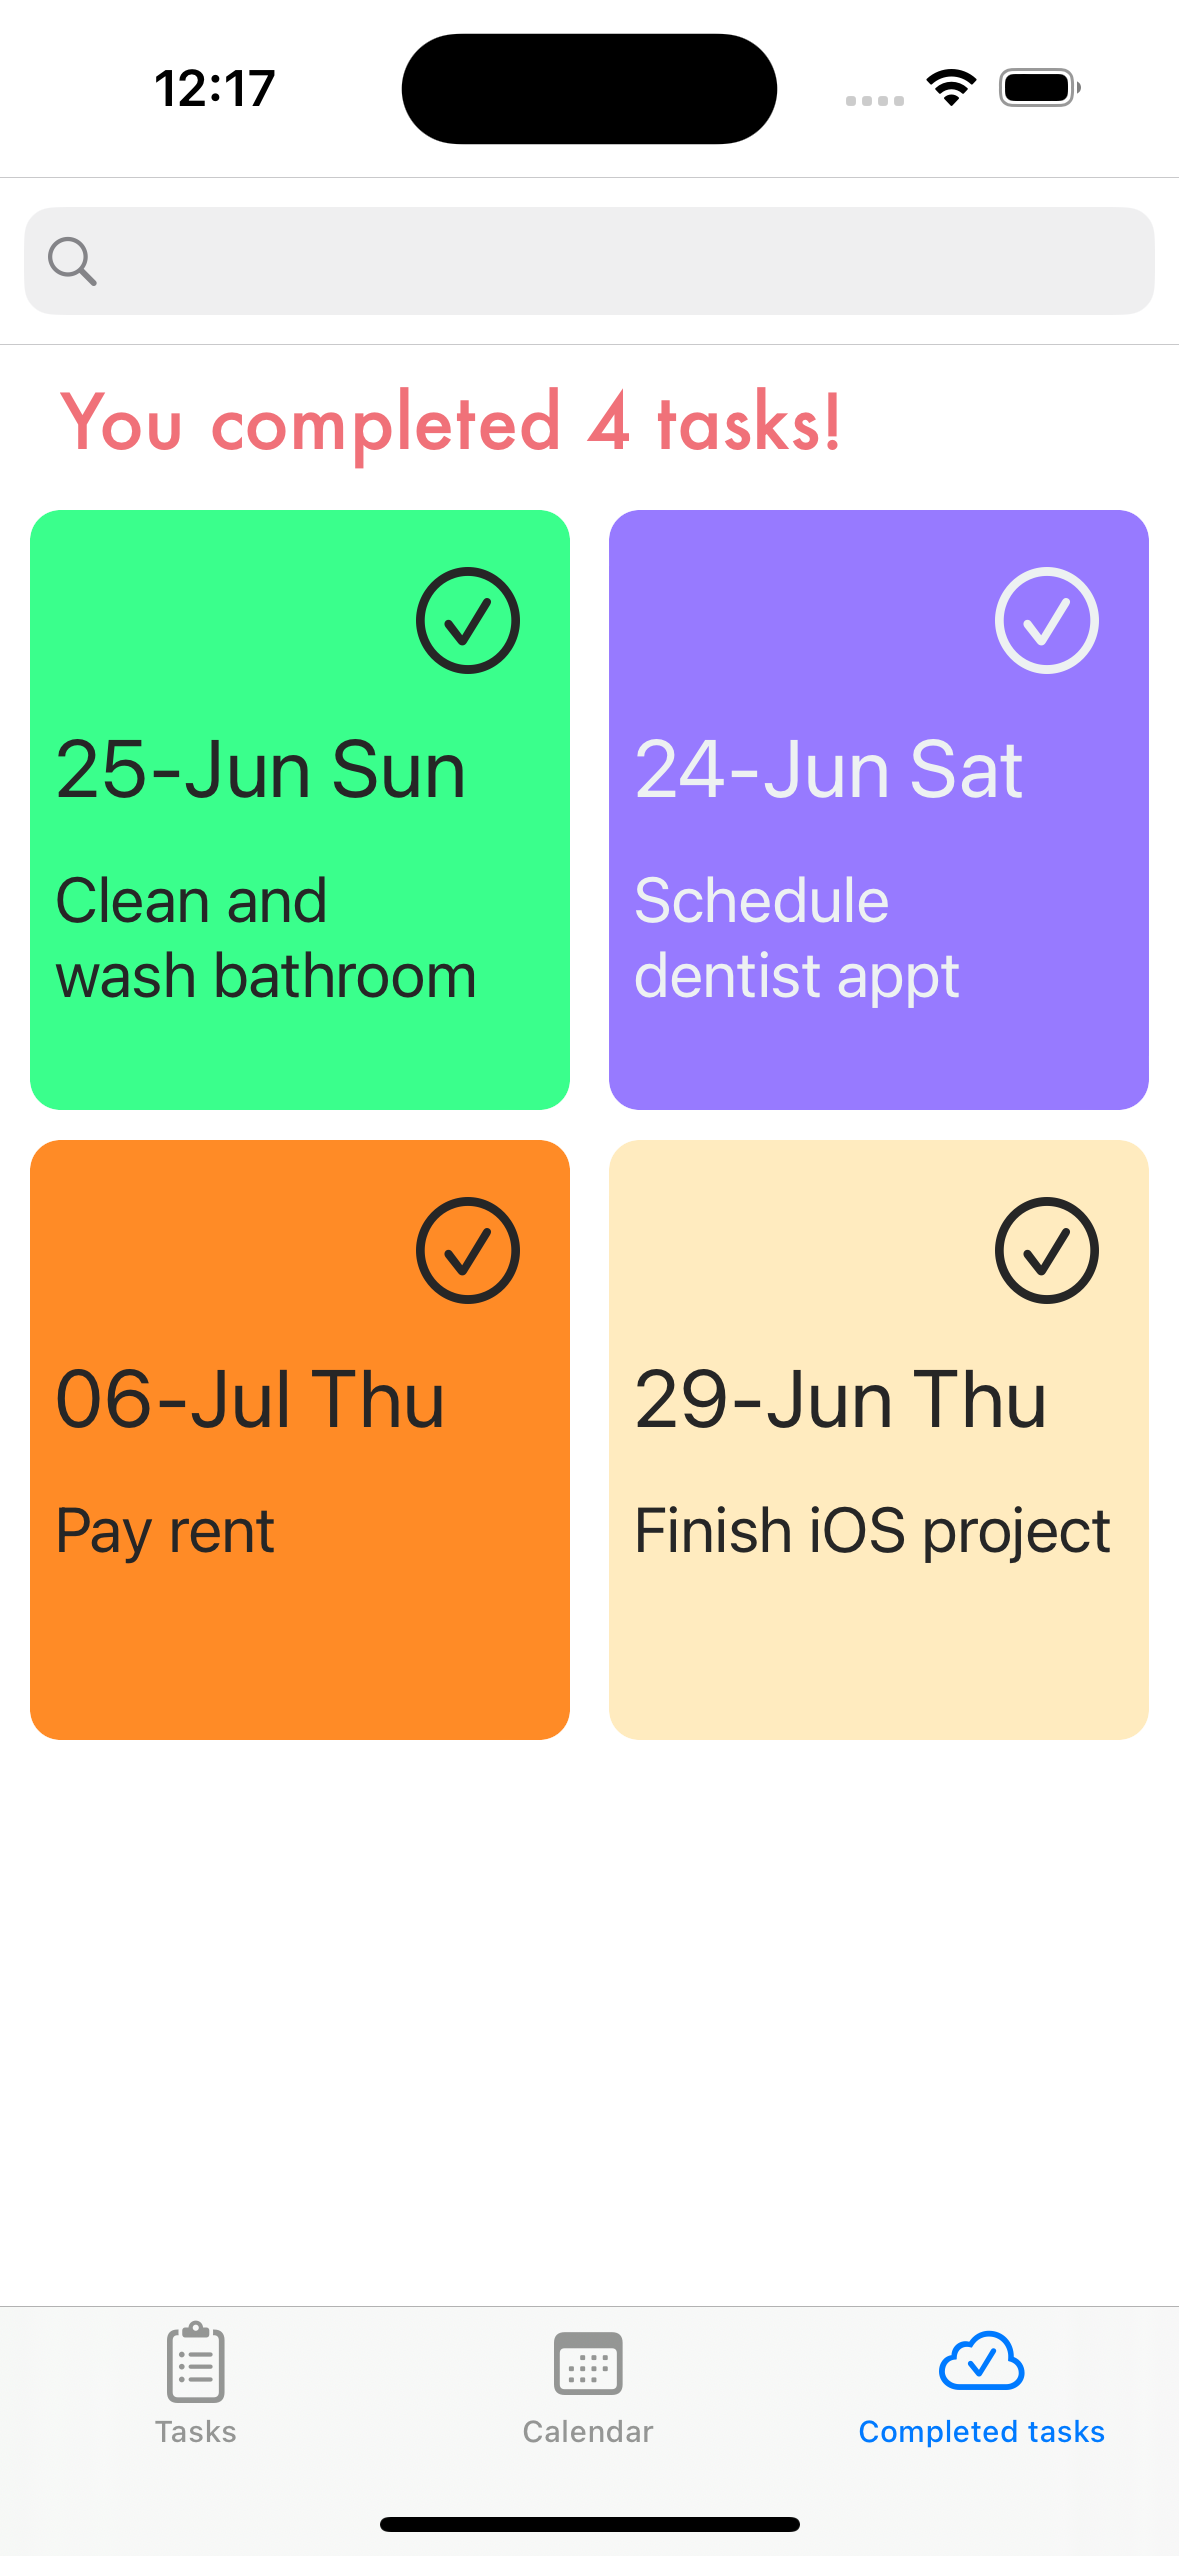 12:17
You completed 4 tasks!
25-Jun Sun
Clean and
wash bathroom
24-Jun Sat
Schedule
dentist appt
06-Jul Thu
Pay rent
29-Jun Thu
Finish iOS project
Tasks
Calendar
Completed tasks